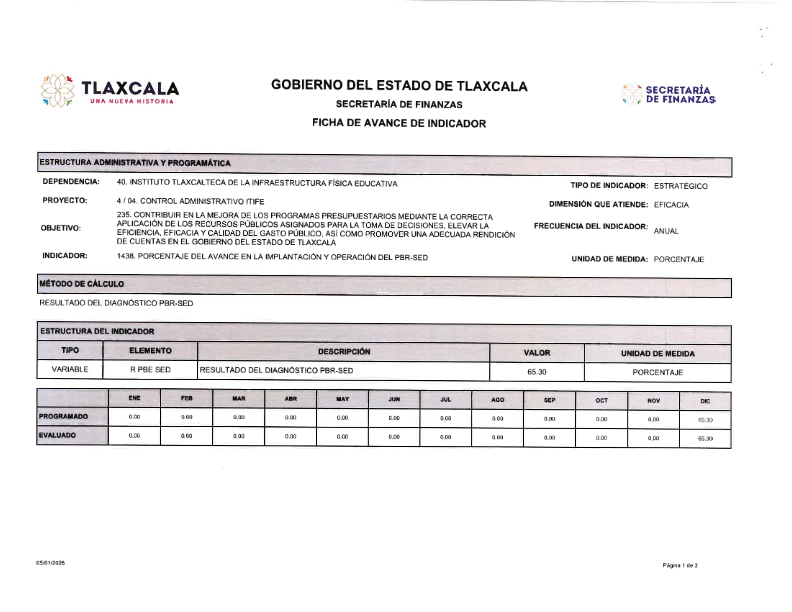 TLAXCALA
UNA NUEVA HISTORIA
GOBIERNO DEL ESTADO DE TLAXCALA
SECRETARÍA DE FINANZAS
FICHA DE AVANCE DE INDICADOR
SECRETARÍA
DE FINANZAS
ESTRUCTURA ADMINISTRATIVA Y PROGRAMÁTICA
DEPENDENCIA: 40. INSTITUTO TLAXCALTECA DE LA INFRAESTRUCTURA FÍSICA EDUCATIVA
TIPO DE INDICADOR: ESTRATÉGICO
PROYECTO: 4 / 04. CONTROL ADMINISTRATIVO ITIFE
DIMENSIÓN QUE ATIENDE: EFICACIA
OBJETIVO: 235. CONTRIBUIR EN LA MEJORA DE LOS PROGRAMAS PRESUPUESTARIOS MEDIANTE LA CORRECTA
APLICACIÓN DE LOS RECURSOS PÚBLICOS ASIGNADOS PARA LA TOMA DE DECISIONES, ELEVAR LA
EFICIENCIA, EFICACIA Y CALIDAD DEL GASTO PÚBLICO, ASÍ COMO PROMOVER UNA ADECUADA RENDICIÓN
DE CUENTAS EN EL GOBIERNO DEL ESTADO DE TLAXCALA
FRECUENCIA DEL INDICADOR: ANUAL
INDICADOR: 1438. PORCENTAJE DEL AVANCE EN LA IMPLANTACIÓN Y OPERACIÓN DEL PBR-SED
UNIDAD DE MEDIDA: PORCENTAJE
MÉTODO DE CÁLCULO
RESULTADO DEL DIAGNÓSTICO PBR-SED
ESTRUCTURA DEL INDICADOR
TIPO ELEMENTO DESCRIPCIÓN VALOR UNIDAD DE MEDIDA
VARIABLE R PBE SED RESULTADO DEL DIAGNÓSTICO PBR-SED 65.30 PORCENTAJE
ENE FEB MAR ABR MAY JUN JUL AGO SEP OCT NOV DIC
PROGRAMADO 0.00 0.00 0.00 0.00 0.00 0.00 0.00 0.00 0.00 0.00 0.00 65.30
EVALUADO 0.00 0.00 0.00 0.00 0.00 0.00 0.00 0.00 0.00 0.00 0.00 65.30
05/01/2026
Página 1 de 2